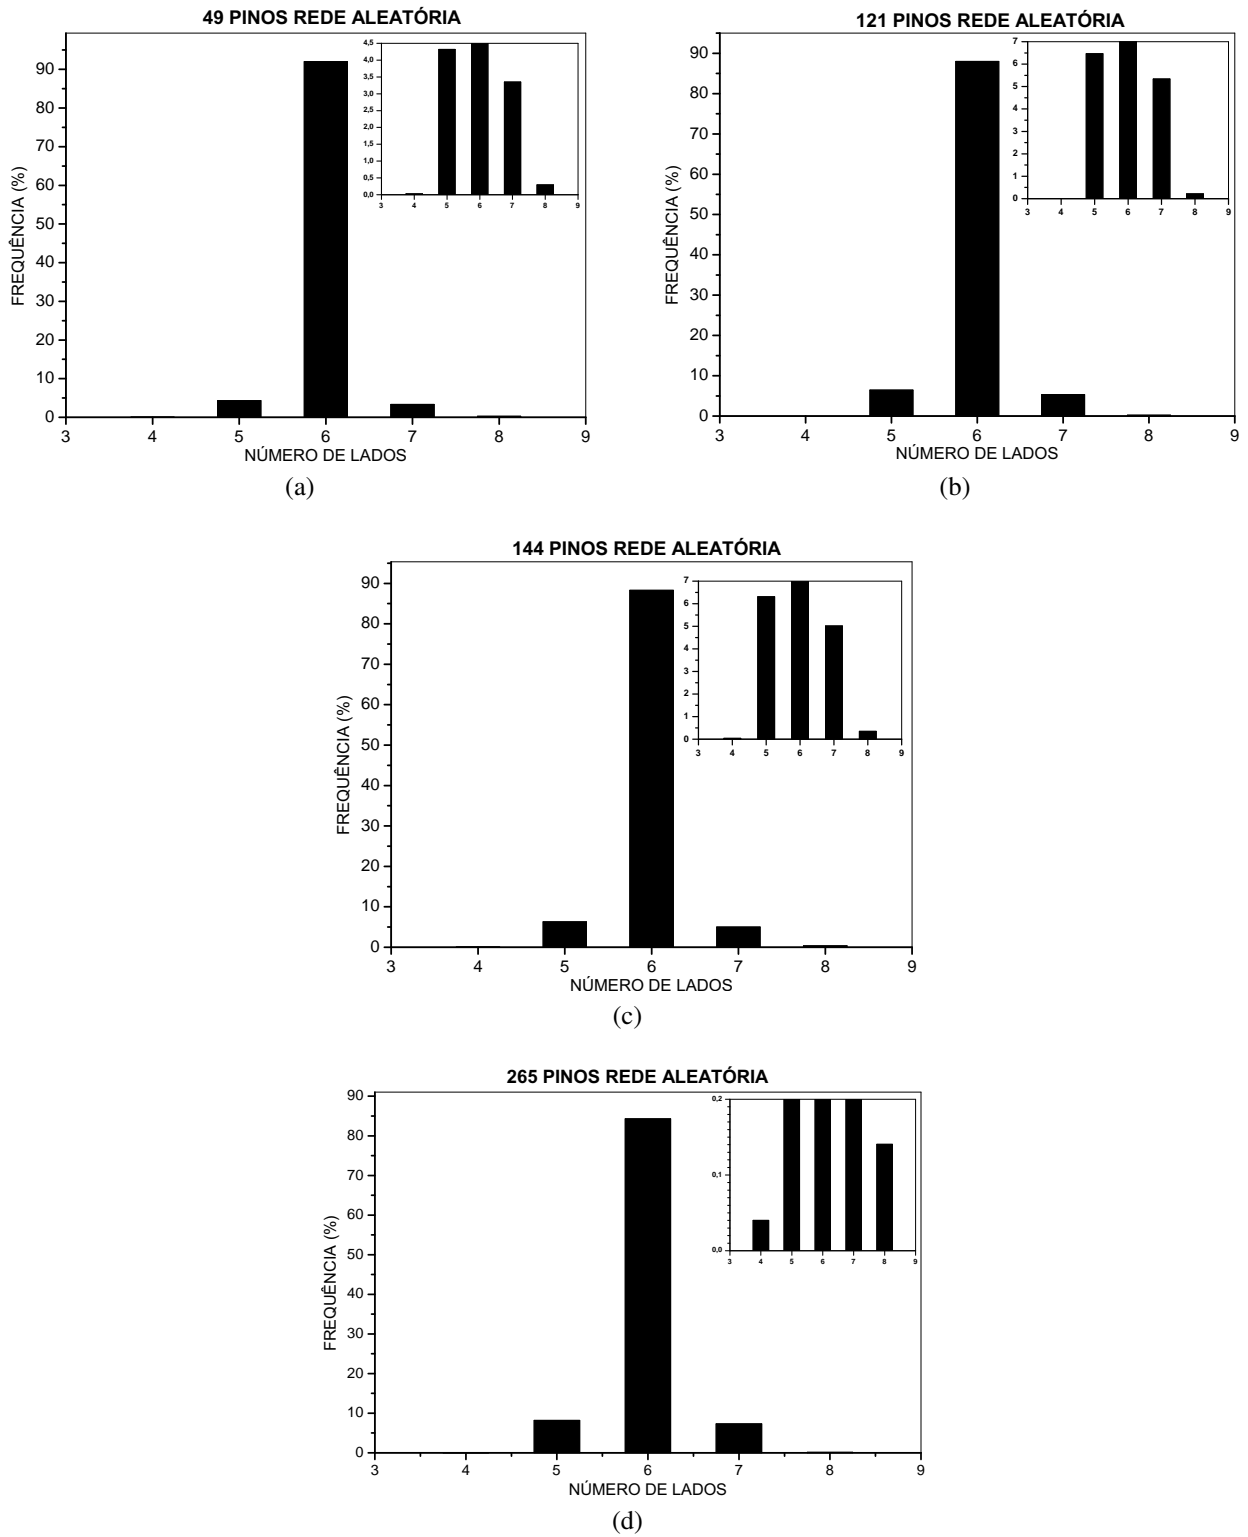 49 PINOS REDE ALEATÓRIA
FREQUÊNCIA (%)
90
80
70
60
50
40
30
20
10
0
3 4 5 6 7 8 9
NÚMERO DE LADOS
4,5
4,0
3,5
3,0
2,5
2,0
1,5
1,0
0,5
0,0
3 4 5 6 7 8 9
(a)
121 PINOS REDE ALEATÓRIA
FREQUÊNCIA (%)
90
80
70
60
50
40
30
20
10
0
3 4 5 6 7 8 9
NÚMERO DE LADOS
7
6
5
4
3
2
1
0
3 4 5 6 7 8 9
(b)
144 PINOS REDE ALEATÓRIA
FREQUÊNCIA (%)
90
80
70
60
50
40
30
20
10
0
3 4 5 6 7 8 9
NÚMERO DE LADOS
7
6
5
4
3
2
1
0
3 4 5 6 7 8 9
(c)
265 PINOS REDE ALEATÓRIA
FREQUÊNCIA (%)
90
80
70
60
50
40
30
20
10
0
3 4 5 6 7 8 9
NÚMERO DE LADOS
0,2
0,1
0,0
3 4 5 6 7 8 9
(d)